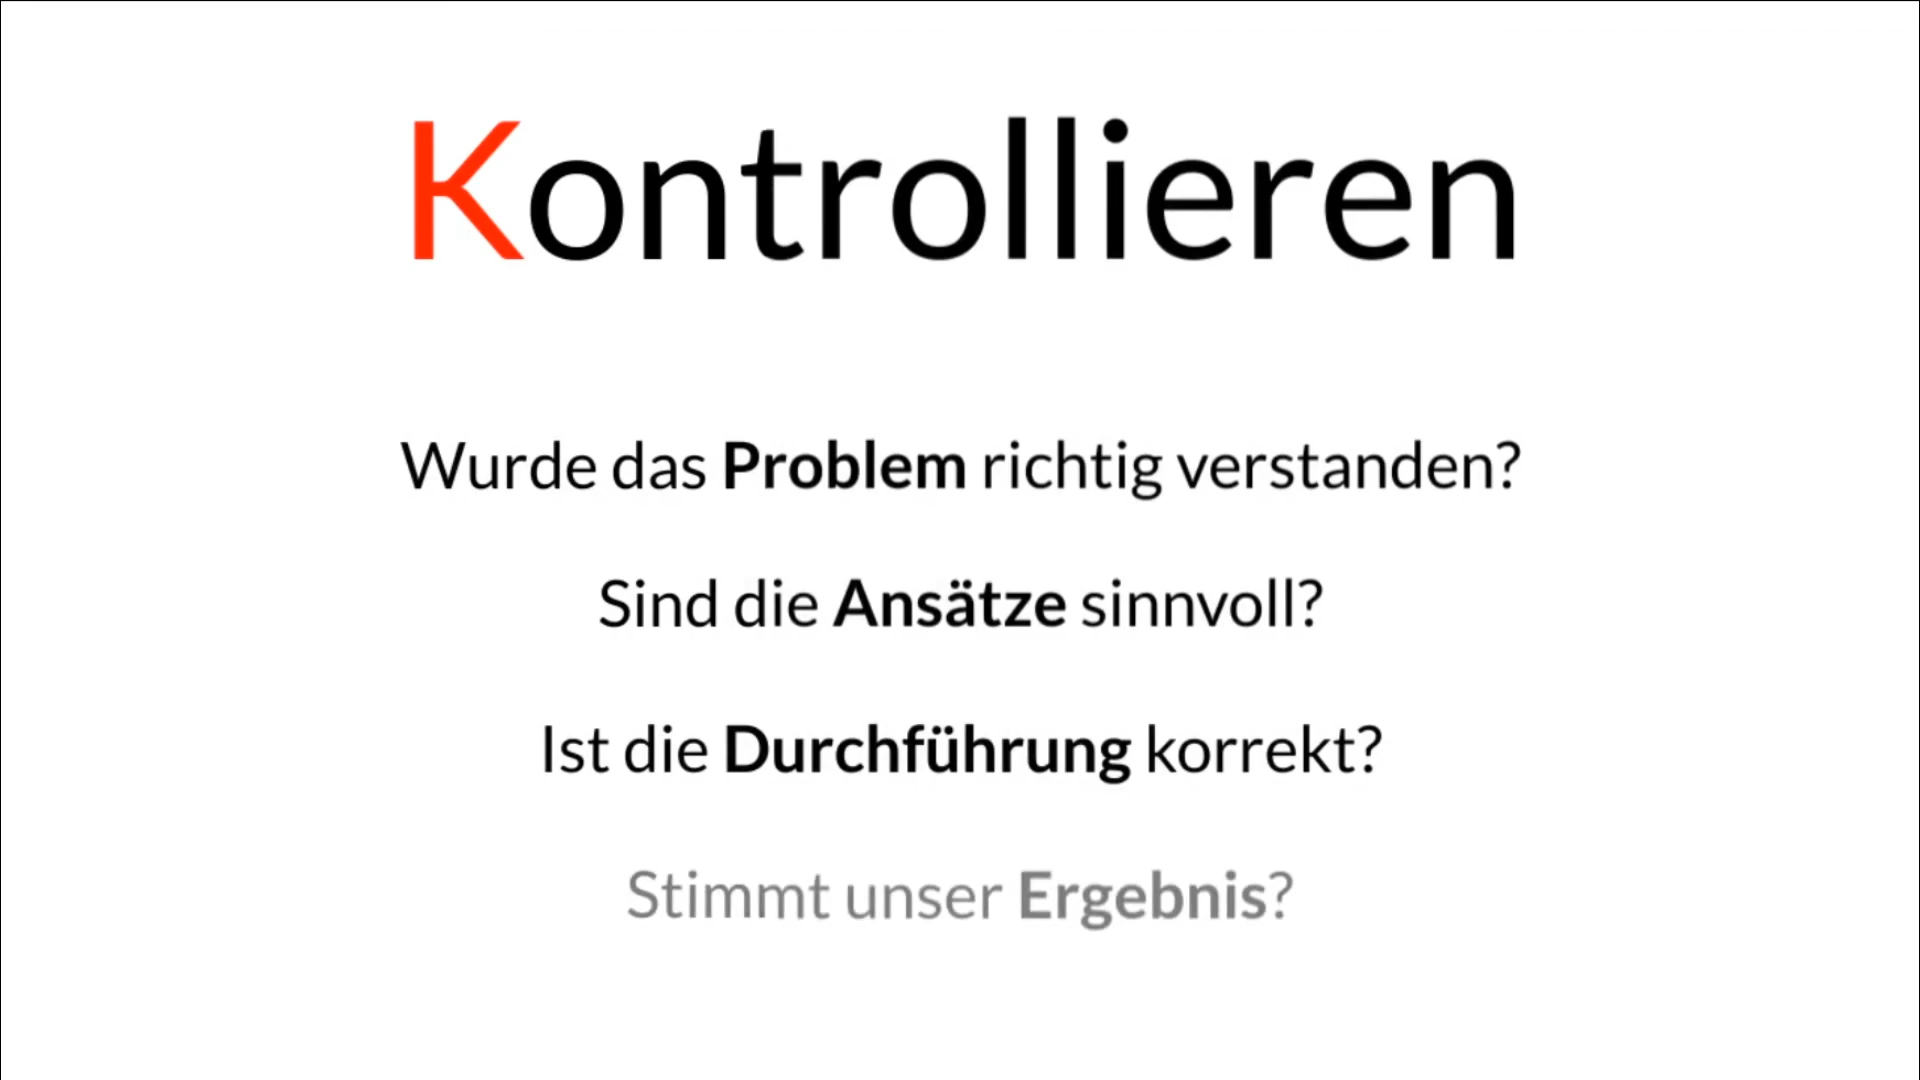 Kontrollieren
Wurde das Problem richtig verstanden?
Sind die Ansätze sinnvoll?
Ist die Durchführung korrekt?
Stimmt unser Ergebnis?